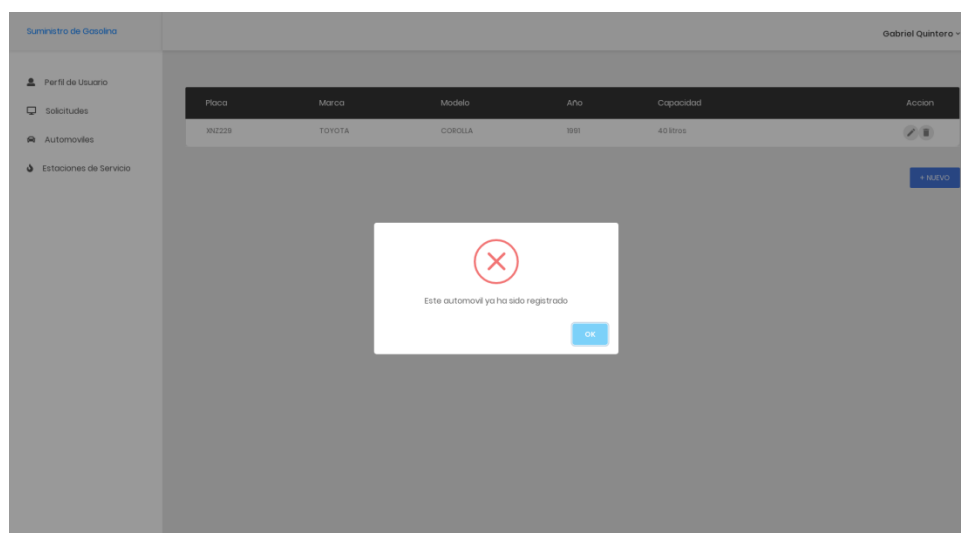 Suministro de Gasolina
Gabriel Quintero
Perfil de Usuario
Solicitudes
Automoviles
Estaciones de Servicio
Placa Marca Modelo Año Capacidad Accion
XNZ229 TOYOTA COROLLA 1991 40 litros
+ NUEVO
Este automovil ya ha sido registrado
OK